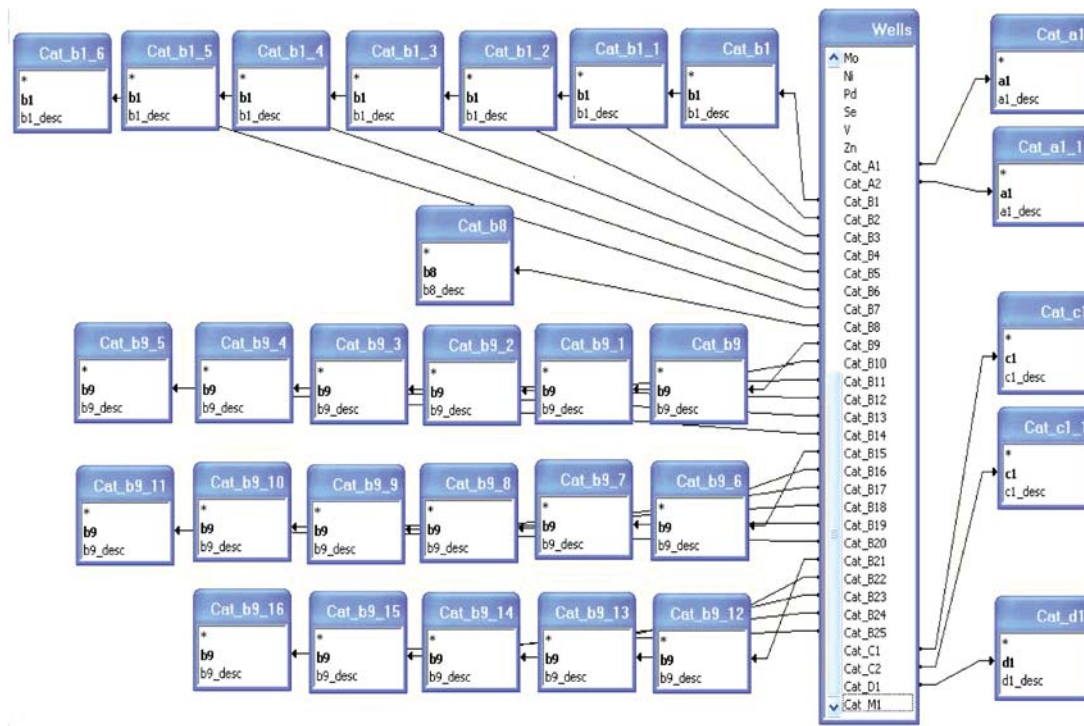 Cat_b1_6
*
b1
b1_desc
Cat_b1_5
*
b1
b1_desc
Cat_b1_4
*
b1
b1_desc
Cat_b1_3
*
b1
b1_desc
Cat_b1_2
*
b1
b1_desc
Cat_b1_1
*
b1
b1_desc
Cat_b1
*
b1
b1_desc
Cat_b8
*
b8
b8_desc
Cat_b9_5
*
b9
b9_desc
Cat_b9_4
*
b9
b9_desc
Cat_b9_3
*
b9
b9_desc
Cat_b9_2
*
b9
b9_desc
Cat_b9_1
*
b9
b9_desc
Cat_b9
*
b9
b9_desc
Cat_b9_11
*
b9
b9_desc
Cat_b9_10
*
b9
b9_desc
Cat_b9_9
*
b9
b9_desc
Cat_b9_8
*
b9
b9_desc
Cat_b9_7
*
b9
b9_desc
Cat_b9_6
*
b9
b9_desc
Cat_b9_16
*
b9
b9_desc
Cat_b9_15
*
b9
b9_desc
Cat_b9_14
*
b9
b9_desc
Cat_b9_13
*
b9
b9_desc
Cat_b9_12
*
b9
b9_desc
Wells
Mo
Ni
Pd
Se
V
Zn
Cat_A1
Cat_A2
Cat_B1
Cat_B2
Cat_B3
Cat_B4
Cat_B5
Cat_B6
Cat_B7
Cat_B8
Cat_B9
Cat_B10
Cat_B11
Cat_B12
Cat_B13
Cat_B14
Cat_B15
Cat_B16
Cat_B17
Cat_B18
Cat_B19
Cat_B20
Cat_B21
Cat_B22
Cat_B23
Cat_B24
Cat_B25
Cat_C1
Cat_C2
Cat_D1
Cat_M1
Cat_a1
*
a1
a1_desc
Cat_a1_1
*
a1
a1_desc
Cat_c1
*
c1
c1_desc
Cat_c1_1
*
c1
c1_desc
Cat_d1
*
d1
d1_desc